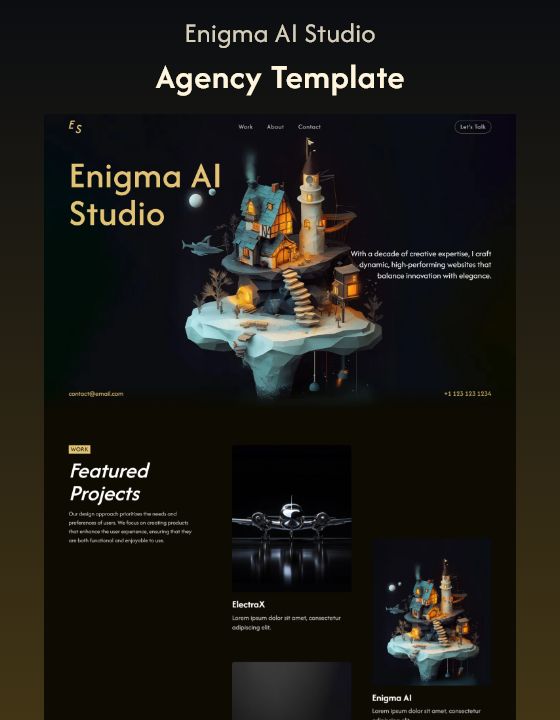 Enigma AI Studio
Agency Template
ES
Work About Contact Let's Talk
Enigma AI
Studio
With a decade of creative expertise, I craft
dynamic, high-performing websites that
balance innovation with elegance.
contact@email.com +1 123 123 1234
WORK
Featured
Projects
Our design approach prioritises the needs and
preferences of users. We focus on creating products
that enhance the user experience, ensuring that they
are both functional and enjoyable to use.
ElectraX
Lorem ipsum dolor sit amet, consectetur
adipiscing elit.
Enigma AI
Lorem ipsum dolor sit amet, consectetur
adipiscing elit.